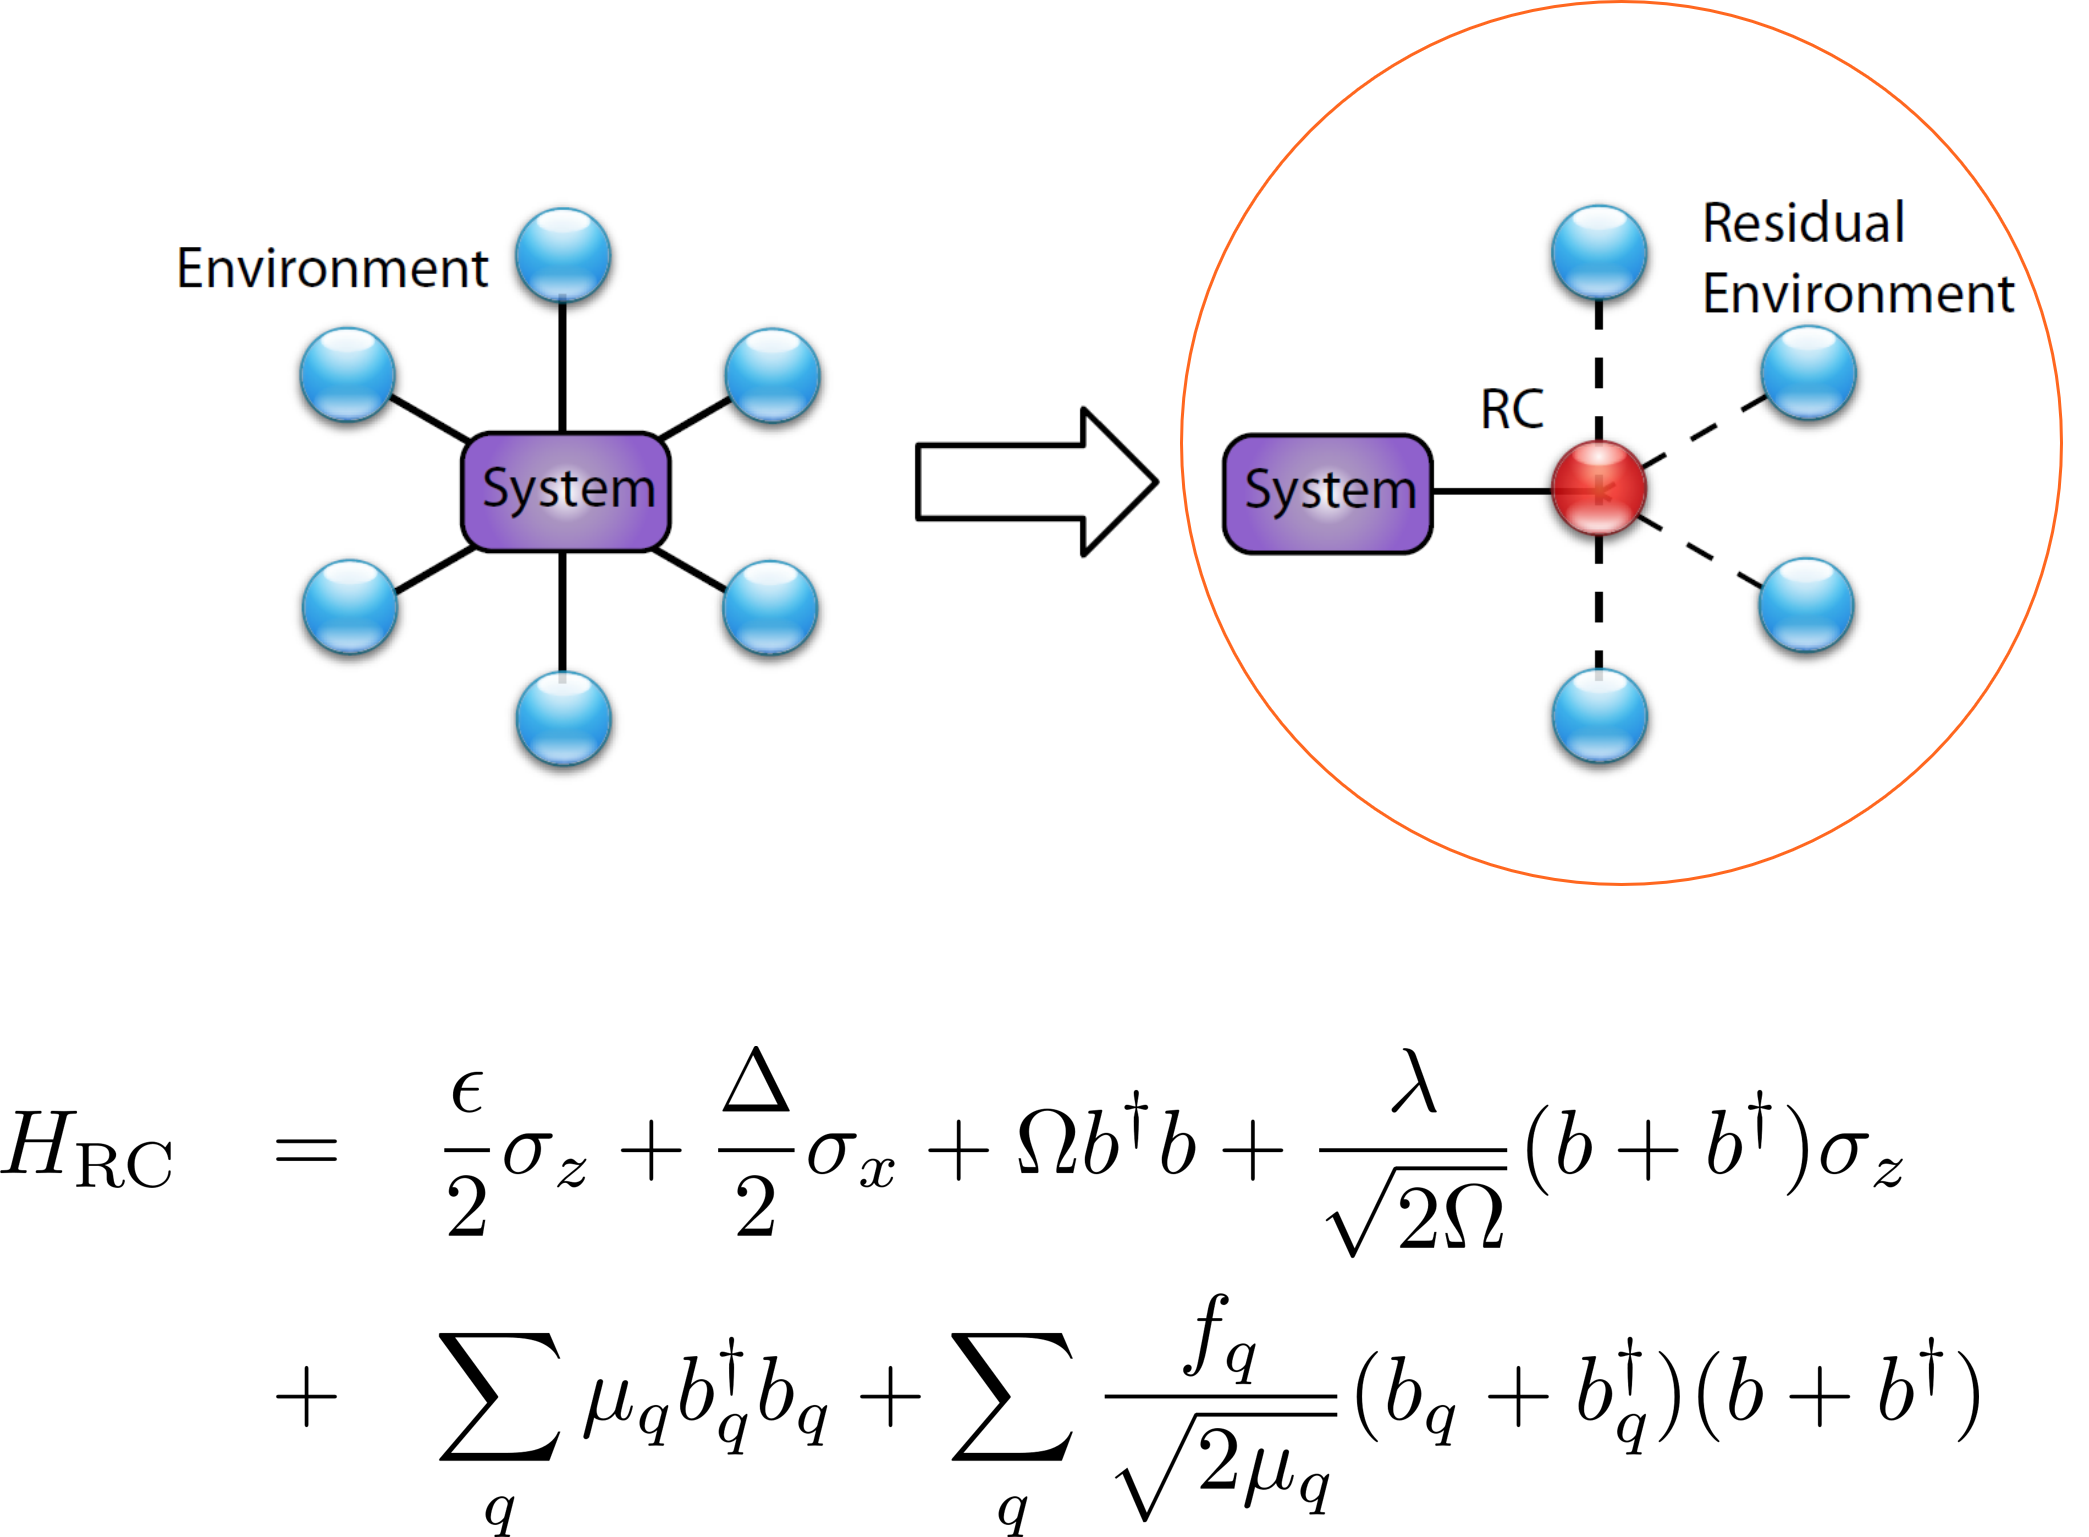 Environment
System
Residual
Environment
RC
System
H_{RC} = \frac{\epsilon}{2}\sigma_z + \frac{\Delta}{2}\sigma_x + \Omega b^\dagger b + \frac{\lambda}{\sqrt{2\Omega}}(b + b^\dagger)\sigma_z
+ \sum_q \mu_q b_q^\dagger b_q + \sum_q \frac{f_q}{\sqrt{2\mu_q}}(b_q + b_q^\dagger)(b + b^\dagger)